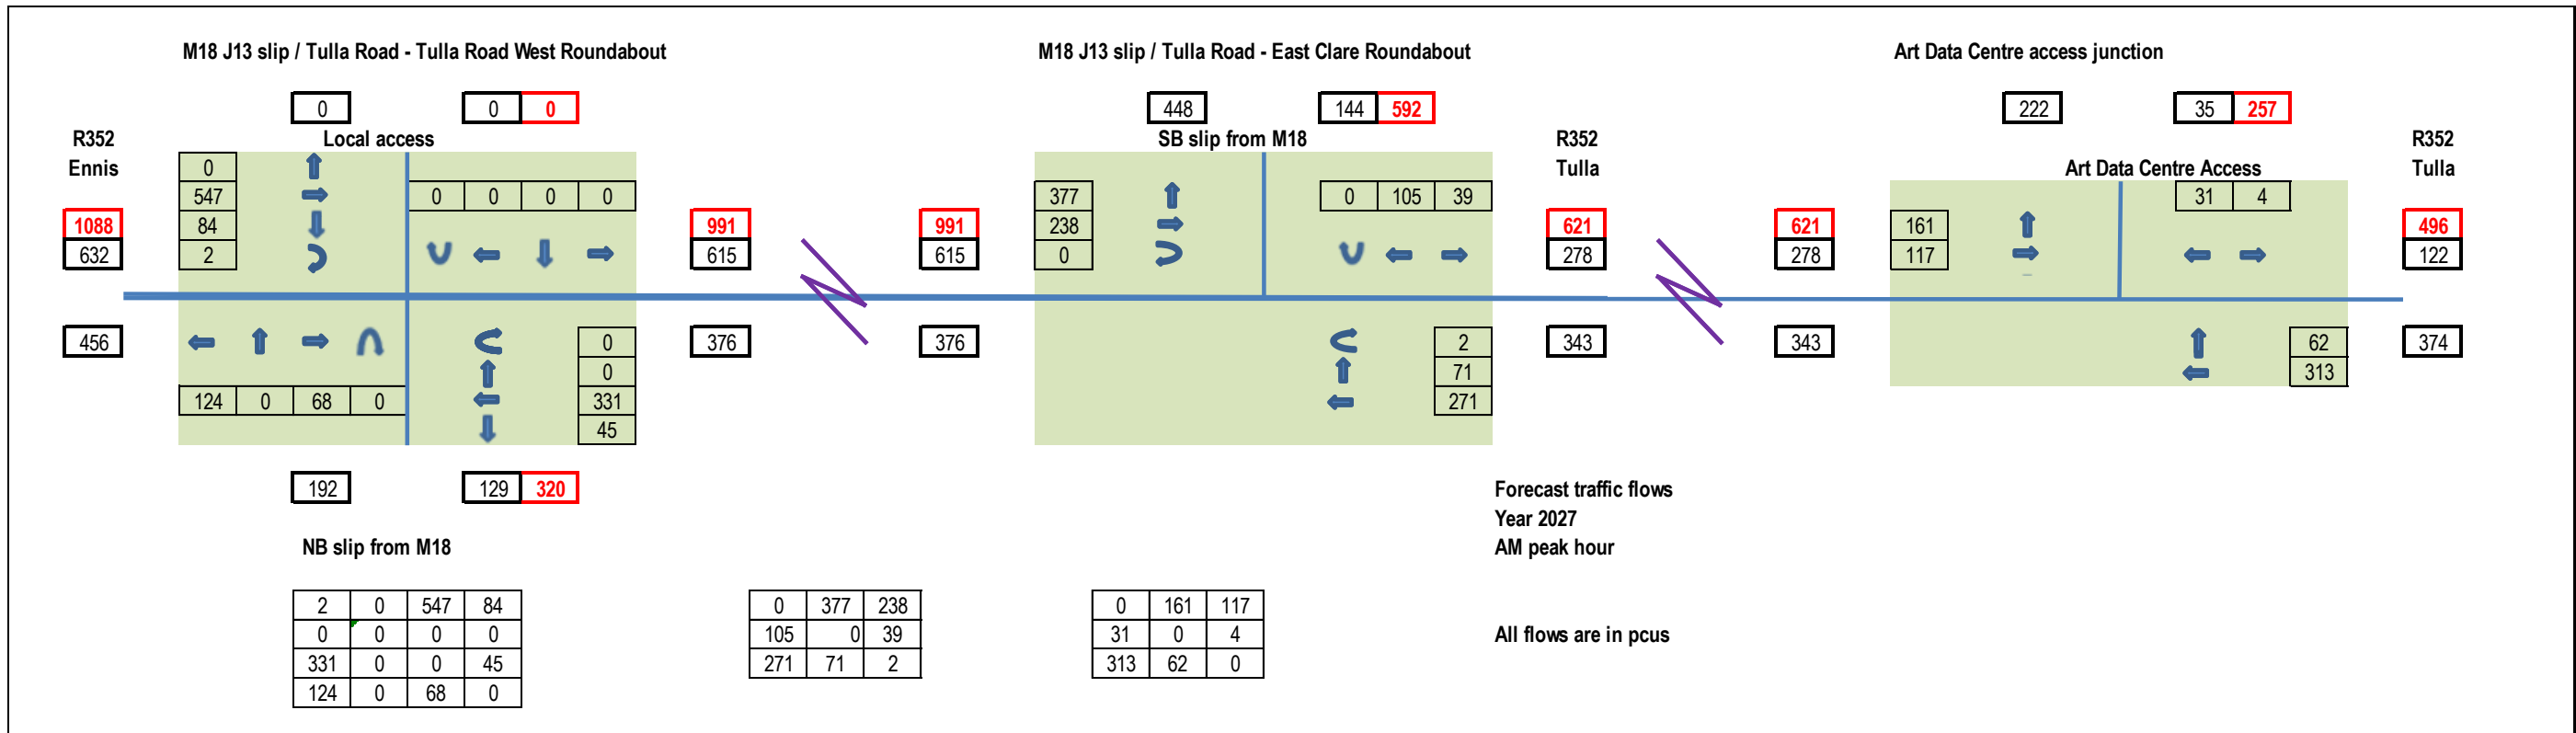 M18 J13 slip / Tulla Road - Tulla Road West Roundabout
M18 J13 slip / Tulla Road - East Clare Roundabout
Art Data Centre access junction
0 0 0 448 144 592 222 35 257
R352 Local access SB slip from M18 R352 R352
Ennis 0 Tulla Art Data Centre Access Tulla
547 0 0 0 0 377 0 105 39 31 4
1088 84 991 991 238 621 621 161 496
632 2 615 615 0 278 278 117 122
456 0 376 376 2 343 343 62 374
0 71 313
124 0 68 0 331 271
45
192 129 320
Forecast traffic flows
Year 2027
NB slip from M18 AM peak hour
2 0 547 84 0 377 238 0 161 117
0 0 0 0 105 0 39 31 0 4 All flows are in pcus
331 0 0 45 271 71 2 313 62 0
124 0 68 0